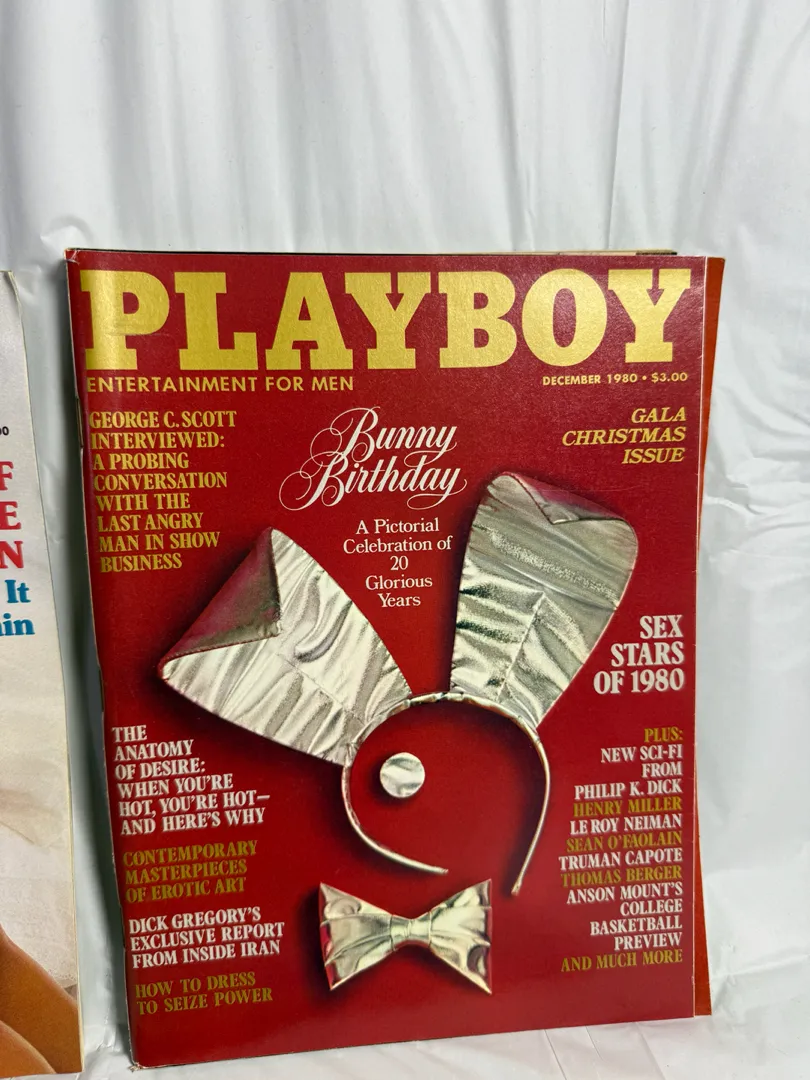 PLAYBOY
ENTERTAINMENT FOR MEN
DECEMBER 1980 • $3.00
GEORGE C. SCOTT
INTERVIEWED:
A PROBING
CONVERSATION
WITH THE
LAST ANGRY
MAN IN SHOW
BUSINESS
Bunny
Birthday
A Pictorial
Celebration of
20
Glorious
Years
GALA
CHRISTMAS
ISSUE
SEX
STARS
OF 1980
THE
ANATOMY
OF DESIRE:
WHEN YOU'RE
HOT, YOU'RE HOT—
AND HERE'S WHY
CONTEMPORARY
MASTERPIECES
OF EROTIC ART
DICK GREGORY'S
EXCLUSIVE REPORT
FROM INSIDE IRAN
HOW TO DRESS
TO SEIZE POWER
PLUS:
NEW SCI-FI
FROM
PHILIP K. DICK
HENRY MILLER
LE ROY NEIMAN
SEAN O'FAOLAIN
TRUMAN CAPOTE
THOMAS BERGER
ANSON MOUNT'S
COLLEGE
BASKETBALL
PREVIEW
AND MUCH MORE
It